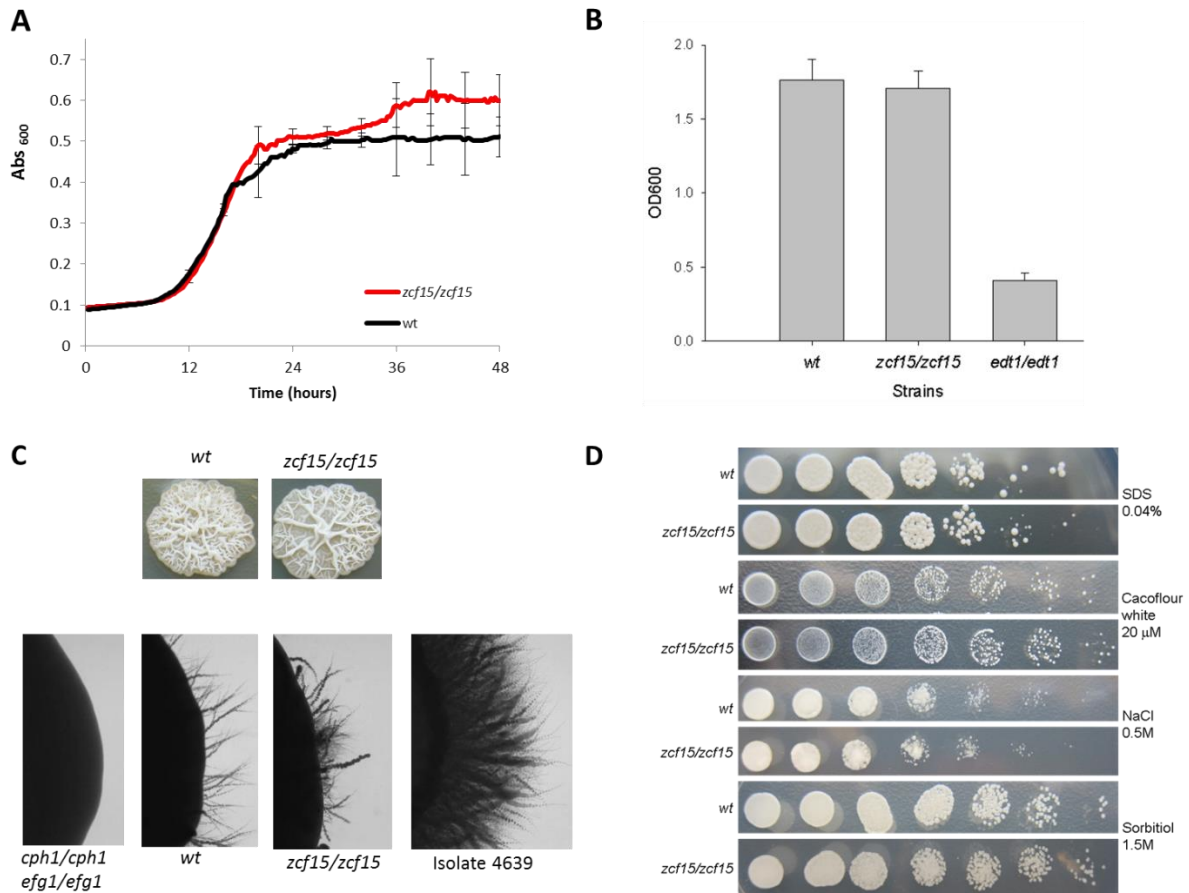 A
0.7
0.6
0.5
0.4
0.3
0.2
0.1
0
Abs 600
0
12
24
36
48
Time (hours)
zcf15/zcf15
wt
B
2.0
1.5
1.0
0.5
0.0
OD600
wt
zcf15/zcf15
edt1/edt1
Strains
C
wt
zcf15/zcf15
cph1/cph1
efg1/efg1
wt
zcf15/zcf15
Isolate 4639
D
wt
zcf15/zcf15
SDS
0.04%
wt
zcf15/zcf15
Cacoflour
white
20 µM
wt
zcf15/zcf15
NaCl
0.5M
wt
zcf15/zcf15
Sorbitiol
1.5M